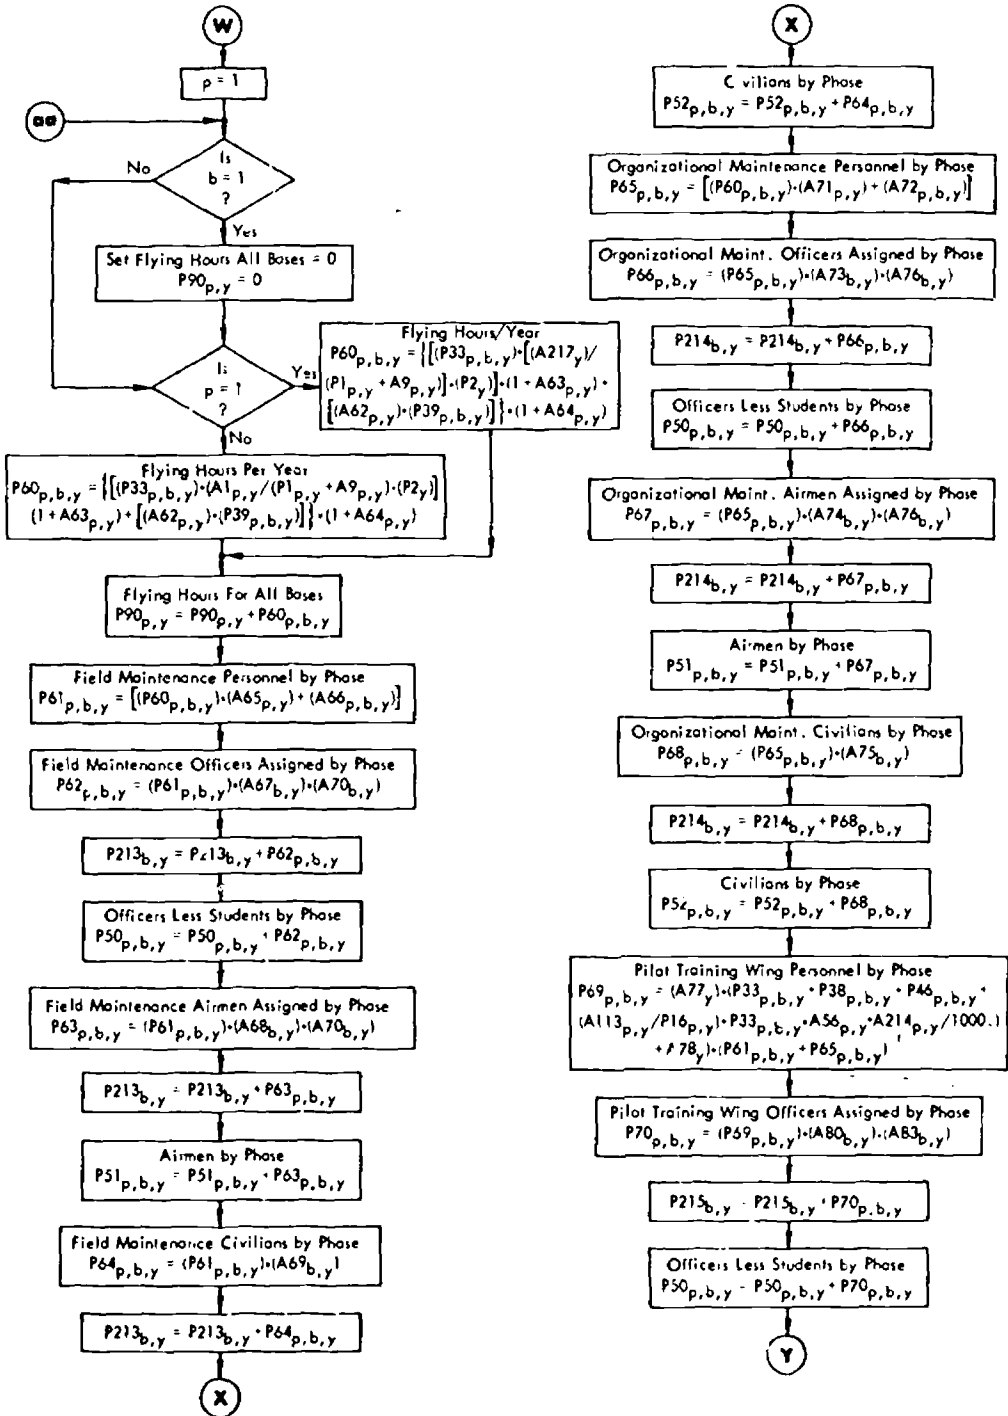 W
p = 1
aa
Is
b = 1
?
No
Yes
Set Flying Hours All Bases = 0
P90p,y = 0
Is
p = 1
?
Yes
No
Flying Hours/Year
P60p,b,y = {[(P33p,b,y)·[(A217y)/
(P1p,y + A9p,y)]·(P2y)]·(1 + A63p,y) +
[(A62p,y)·(P39p,b,y)]}·(1 + A64p,y)
Flying Hours Per Year
P60p,b,y = {[(P33p,b,y)·(A1p,y/(P1p,y + A9p,y)·(P2y)]
(1 + A63p,y) + [(A62p,y)·(P39p,b,y)]}·(1 + A64p,y)
Flying Hours For All Bases
P90p,y = P90p,y + P60p,b,y
Field Maintenance Personnel by Phase
P61p,b,y = [(P60p,b,y)·(A65p,y) + (A66p,b,y)]
Field Maintenance Officers Assigned by Phase
P62p,b,y = (P61p,b,y)·(A67b,y)·(A70b,y)
P213b,y = P213b,y + P62p,b,y
Officers Less Students by Phase
P50p,b,y = P50p,b,y + P62p,b,y
Field Maintenance Airmen Assigned by Phase
P63p,b,y = (P61p,b,y)·(A68b,y)·(A70b,y)
P213b,y = P213b,y + P63p,b,y
Airmen by Phase
P51p,b,y = P51p,b,y + P63p,b,y
Field Maintenance Civilians by Phase
P64p,b,y = (P61p,b,y)·(A69b,y)
P213b,y = P213b,y + P64p,b,y
X
X
Civilians by Phase
P52p,b,y = P52p,b,y + P64p,b,y
Organizational Maintenance Personnel by Phase
P65p,b,y = [(P60p,b,y)·(A71p,y) + (A72p,b,y)]
Organizational Maint. Officers Assigned by Phase
P66p,b,y = (P65p,b,y)·(A73b,y)·(A76b,y)
P214b,y = P214b,y + P66p,b,y
Officers Less Students by Phase
P50p,b,y = P50p,b,y + P66p,b,y
Organizational Maint. Airmen Assigned by Phase
P67p,b,y = (P65p,b,y)·(A74b,y)·(A76b,y)
P214b,y = P214b,y + P67p,b,y
Airmen by Phase
P51p,b,y = P51p,b,y + P67p,b,y
Organizational Maint. Civilians by Phase
P68p,b,y = (P65p,b,y)·(A75b,y)
P214b,y = P214b,y + P68p,b,y
Civilians by Phase
P52p,b,y = P52p,b,y + P68p,b,y
Pilot Training Wing Personnel by Phase
P69p,b,y = (A77y)·(P33p,b,y + P38p,b,y + P46p,b,y +
(A113p,y/P16p,y)·P33p,b,y·A56p,y·A214p,y/1000.)
+ A78y)·(P61p,b,y + P65p,b,y)
Pilot Training Wing Officers Assigned by Phase
P70p,b,y = (P69p,b,y)·(A80b,y)·(A83b,y)
P215b,y = P215b,y + P70p,b,y
Officers Less Students by Phase
P50p,b,y = P50p,b,y + P70p,b,y
Y